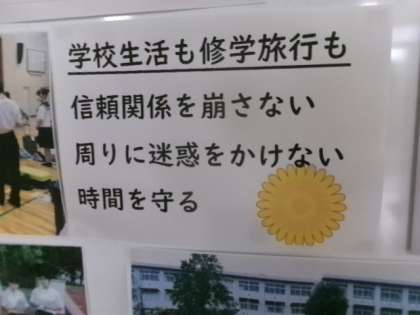 学校生活も修学旅行も
信頼関係を崩さない
周りに迷惑をかけない
時間を守る